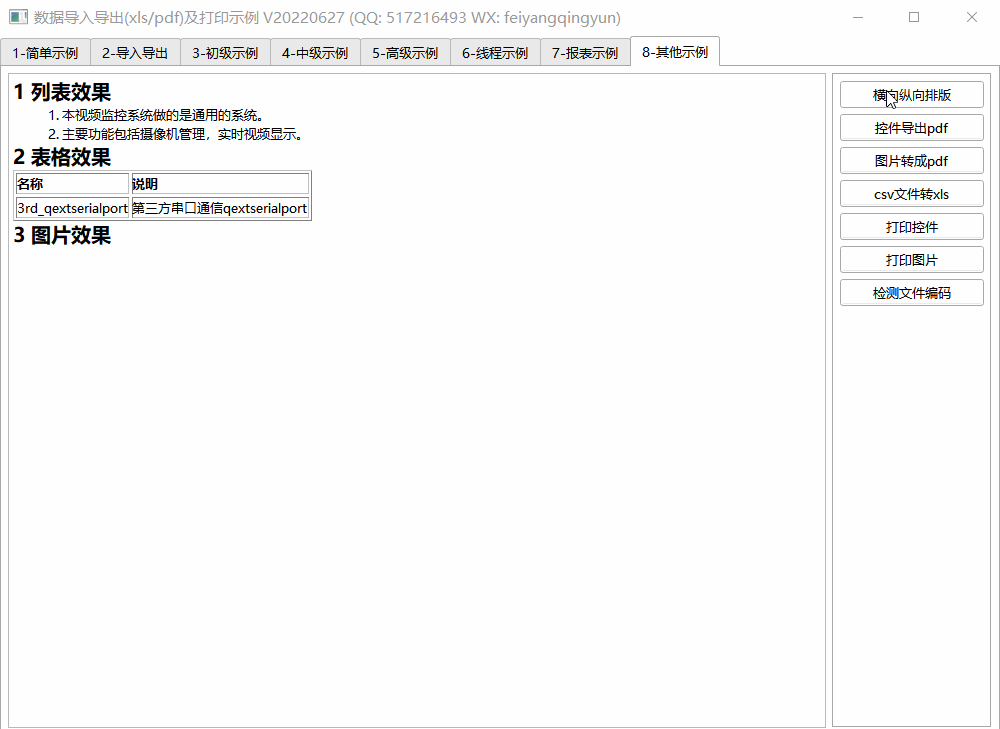 数据导入导出(xls/pdf)及打印示例 V20220627 (QQ: 517216493 WX: feiyangqingyun)
1-简单示例 2-导入导出 3-初级示例 4-中级示例 5-高级示例 6-线程示例 7-报表示例 8-其他示例
1 列表效果
1. 本视频监控系统做的是通用的系统。
2. 主要功能包括摄像机管理，实时视频显示。
2 表格效果
名称 说明
3rd_qextserialport 第三方串口通信qextserialport
3 图片效果
横向纵向排版
控件导出pdf
图片转成pdf
csv文件转xls
打印控件
打印图片
检测文件编码